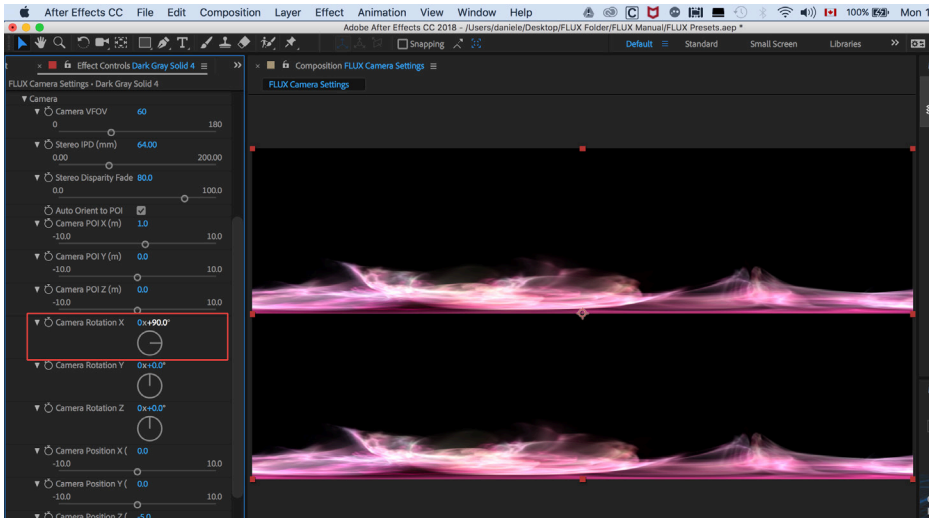 After Effects CC File Edit Composition Layer Effect Animation View Window Help 100% Mon 1
Adobe After Effects CC 2018 - /Users/daniele/Desktop/FLUX Folder/FLUX Manual/FLUX Presets.aep *
Snapping Default Standard Small Screen Libraries
t × Effect Controls Dark Gray Solid 4 × Composition FLUX Camera Settings
FLUX Camera Settings • Dark Gray Solid 4 FLUX Camera Settings
Camera
Camera VFOV 60
0 180
Stereo IPD (mm) 64.00
0.00 200.00
Stereo Disparity Fade 80.0
0.0 100.0
Auto Orient to POI
Camera POI X (m) 1.0
-10.0 10.0
Camera POI Y (m) 0.0
-10.0 10.0
Camera POI Z (m) 0.0
-10.0 10.0
Camera Rotation X 0x+90.0°
Camera Rotation Y 0x+0.0°
Camera Rotation Z 0x+0.0°
Camera Position X ( 0.0
-10.0 10.0
Camera Position Y ( 0.0
-10.0 10.0
Camera Position Z ( -5.0